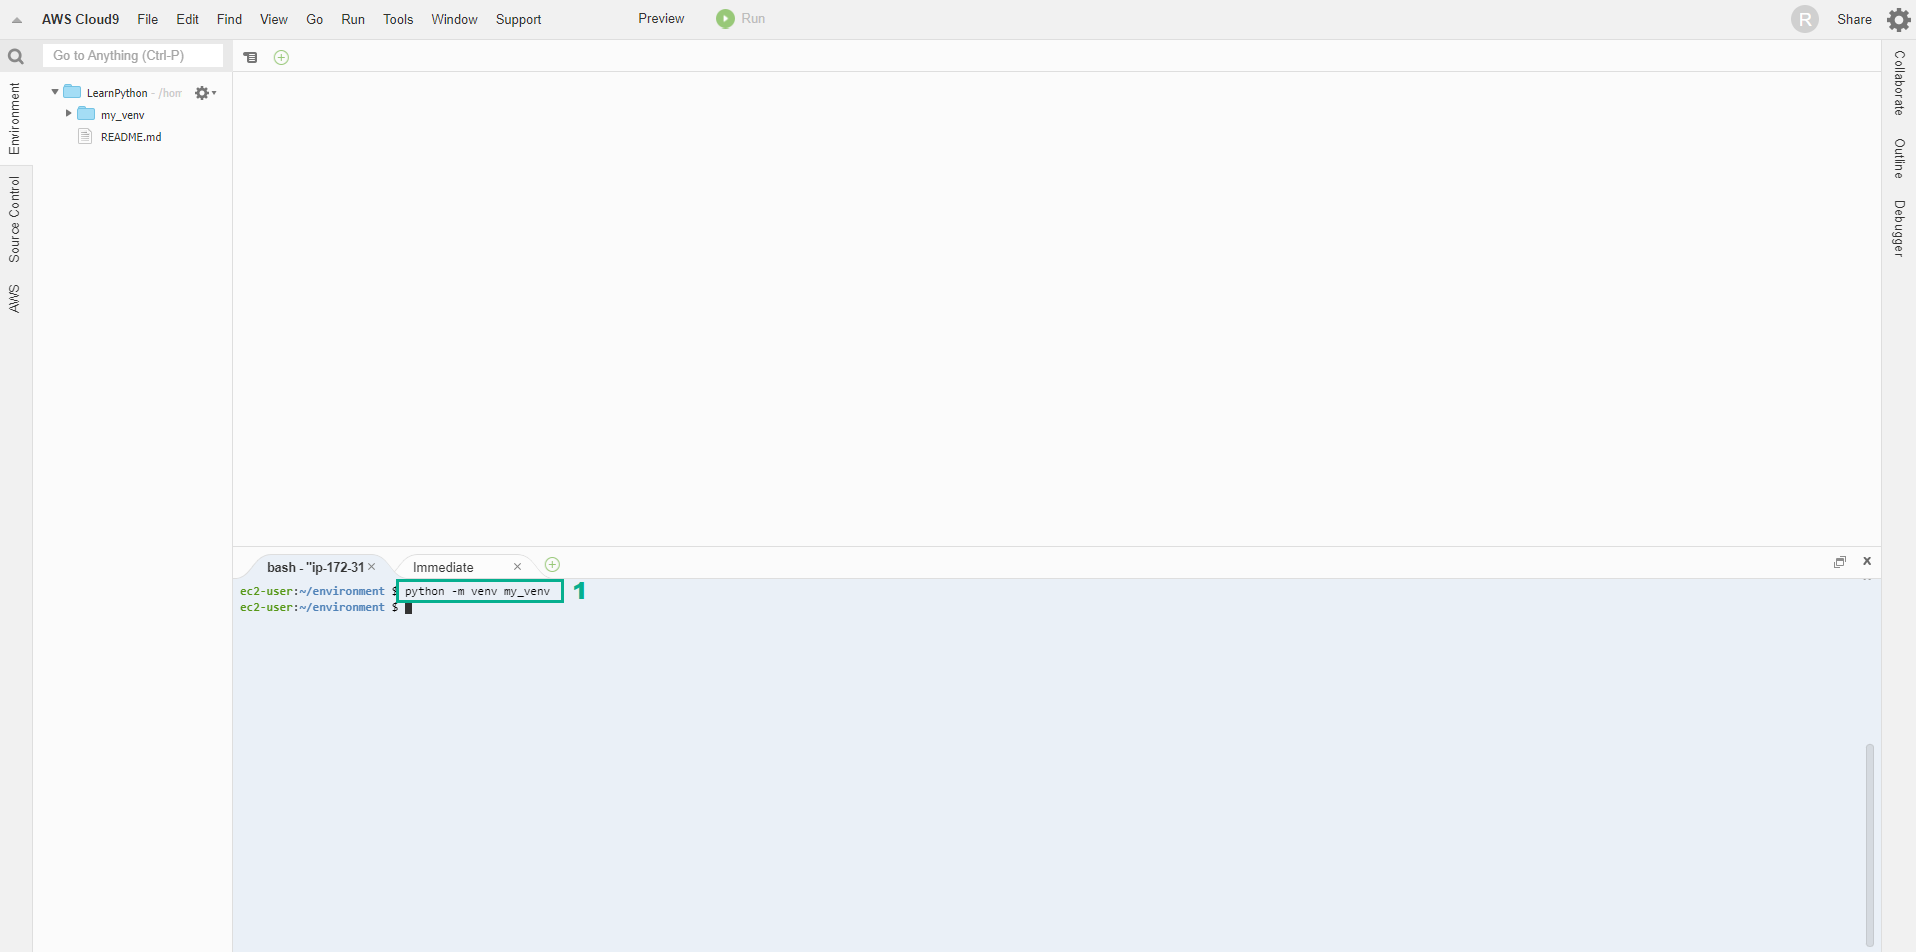 AWS Cloud9 File Edit Find View Go Run Tools Window Support Preview Run R Share
Go to Anything (Ctrl-P)
Environment
Source Control
AWS
LearnPython - /hom
my_venv
README.md
Collaborate
Outline
Debugger
bash - "ip-172-31 × Immediate ×
ec2-user:~/environment $ python -m venv my_venv 1
ec2-user:~/environment $